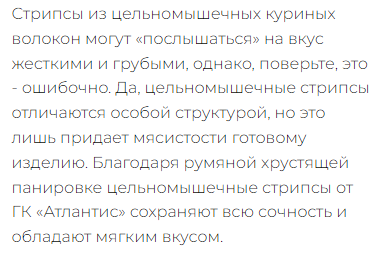 Стрипсы из цельномышечных куриных
волокон могут «послышаться» на вкус
жесткими и грубыми, однако, поверьте, это
- ошибочно. Да, цельномышечные стрипсы
отличаются особой структурой, но это
лишь придает мясистости готовому
изделию. Благодаря румяной хрустящей
панировке цельномышечные стрипсы от
ГК «Атлантис» сохраняют всю сочность и
обладают мягким вкусом.